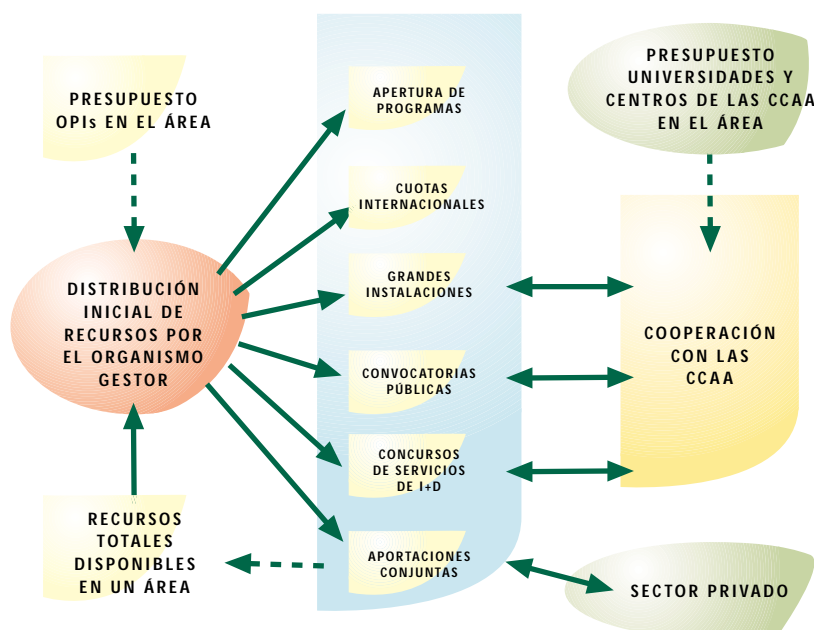 PRESUPUESTO
OPIs EN EL ÁREA
DISTRIBUCIÓN
INICIAL DE
RECURSOS POR
EL ORGANISMO
GESTOR
RECURSOS
TOTALES
DISPONIBLES
EN UN ÁREA
APERTURA DE
PROGRAMAS
CUOTAS
INTERNACIONALES
GRANDES
INSTALACIONES
CONVOCATORIAS
PÚBLICAS
CONCURSOS
DE SERVICIOS
DE I+D
APORTACIONES
CONJUNTAS
PRESUPUESTO
UNIVERSIDADES Y
CENTROS DE LAS CCAA
EN EL ÁREA
COOPERACIÓN
CON LAS
CCAA
SECTOR PRIVADO